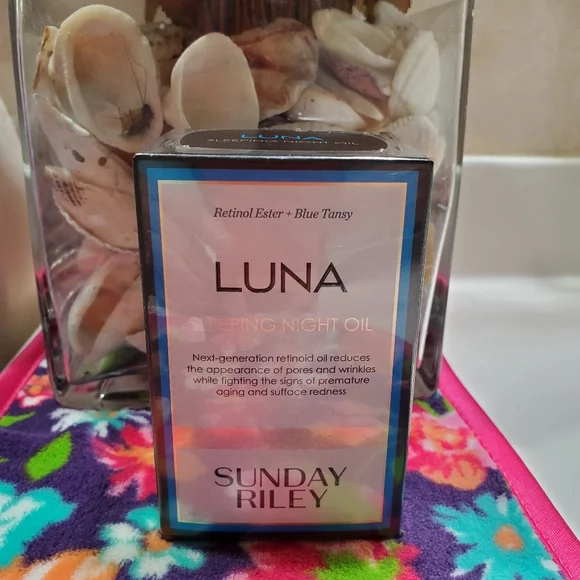 LUNA
SLEEPING NIGHT OIL
Retinol Ester + Blue Tansy
LUNA
SLEEPING NIGHT OIL
Next-generation retinoid oil reduces
the appearance of pores and wrinkles
while fighting the signs of premature
aging and sufface redness
SUNDAY
RILEY